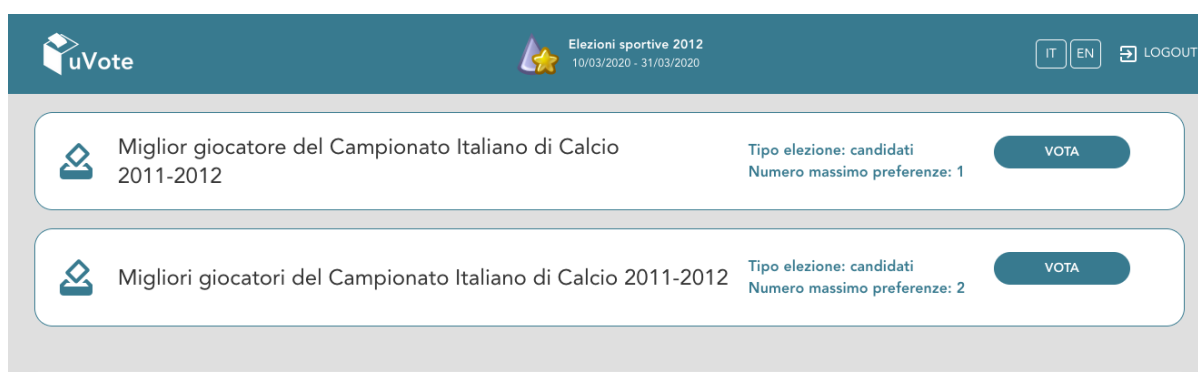 uVote
Elezioni sportive 2012
10/03/2020 - 31/03/2020
IT EN LOGOUT
Miglior giocatore del Campionato Italiano di Calcio
2011-2012
Tipo elezione: candidati
Numero massimo preferenze: 1
VOTA
Migliori giocatori del Campionato Italiano di Calcio 2011-2012
Tipo elezione: candidati
Numero massimo preferenze: 2
VOTA